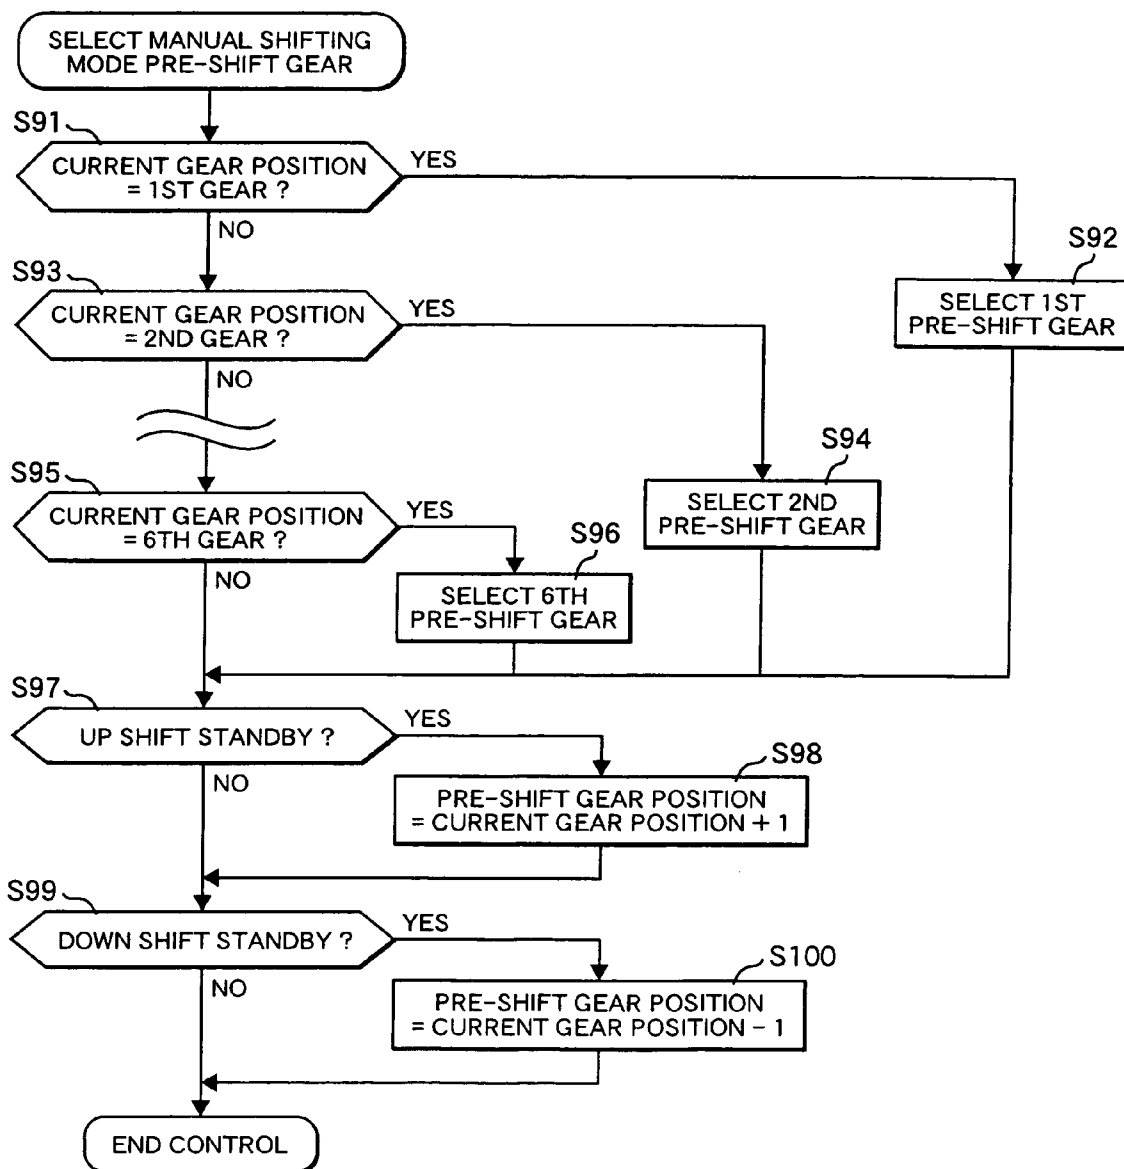 SELECT MANUAL SHIFTING
MODE PRE-SHIFT GEAR
S91
CURRENT GEAR POSITION
= 1ST GEAR ?
YES
NO
S92
SELECT 1ST
PRE-SHIFT GEAR
S93
CURRENT GEAR POSITION
= 2ND GEAR ?
YES
NO
S94
SELECT 2ND
PRE-SHIFT GEAR
S95
CURRENT GEAR POSITION
= 6TH GEAR ?
YES
NO
S96
SELECT 6TH
PRE-SHIFT GEAR
S97
UP SHIFT STANDBY ?
YES
NO
S98
PRE-SHIFT GEAR POSITION
= CURRENT GEAR POSITION + 1
S99
DOWN SHIFT STANDBY ?
YES
NO
S100
PRE-SHIFT GEAR POSITION
= CURRENT GEAR POSITION - 1
END CONTROL